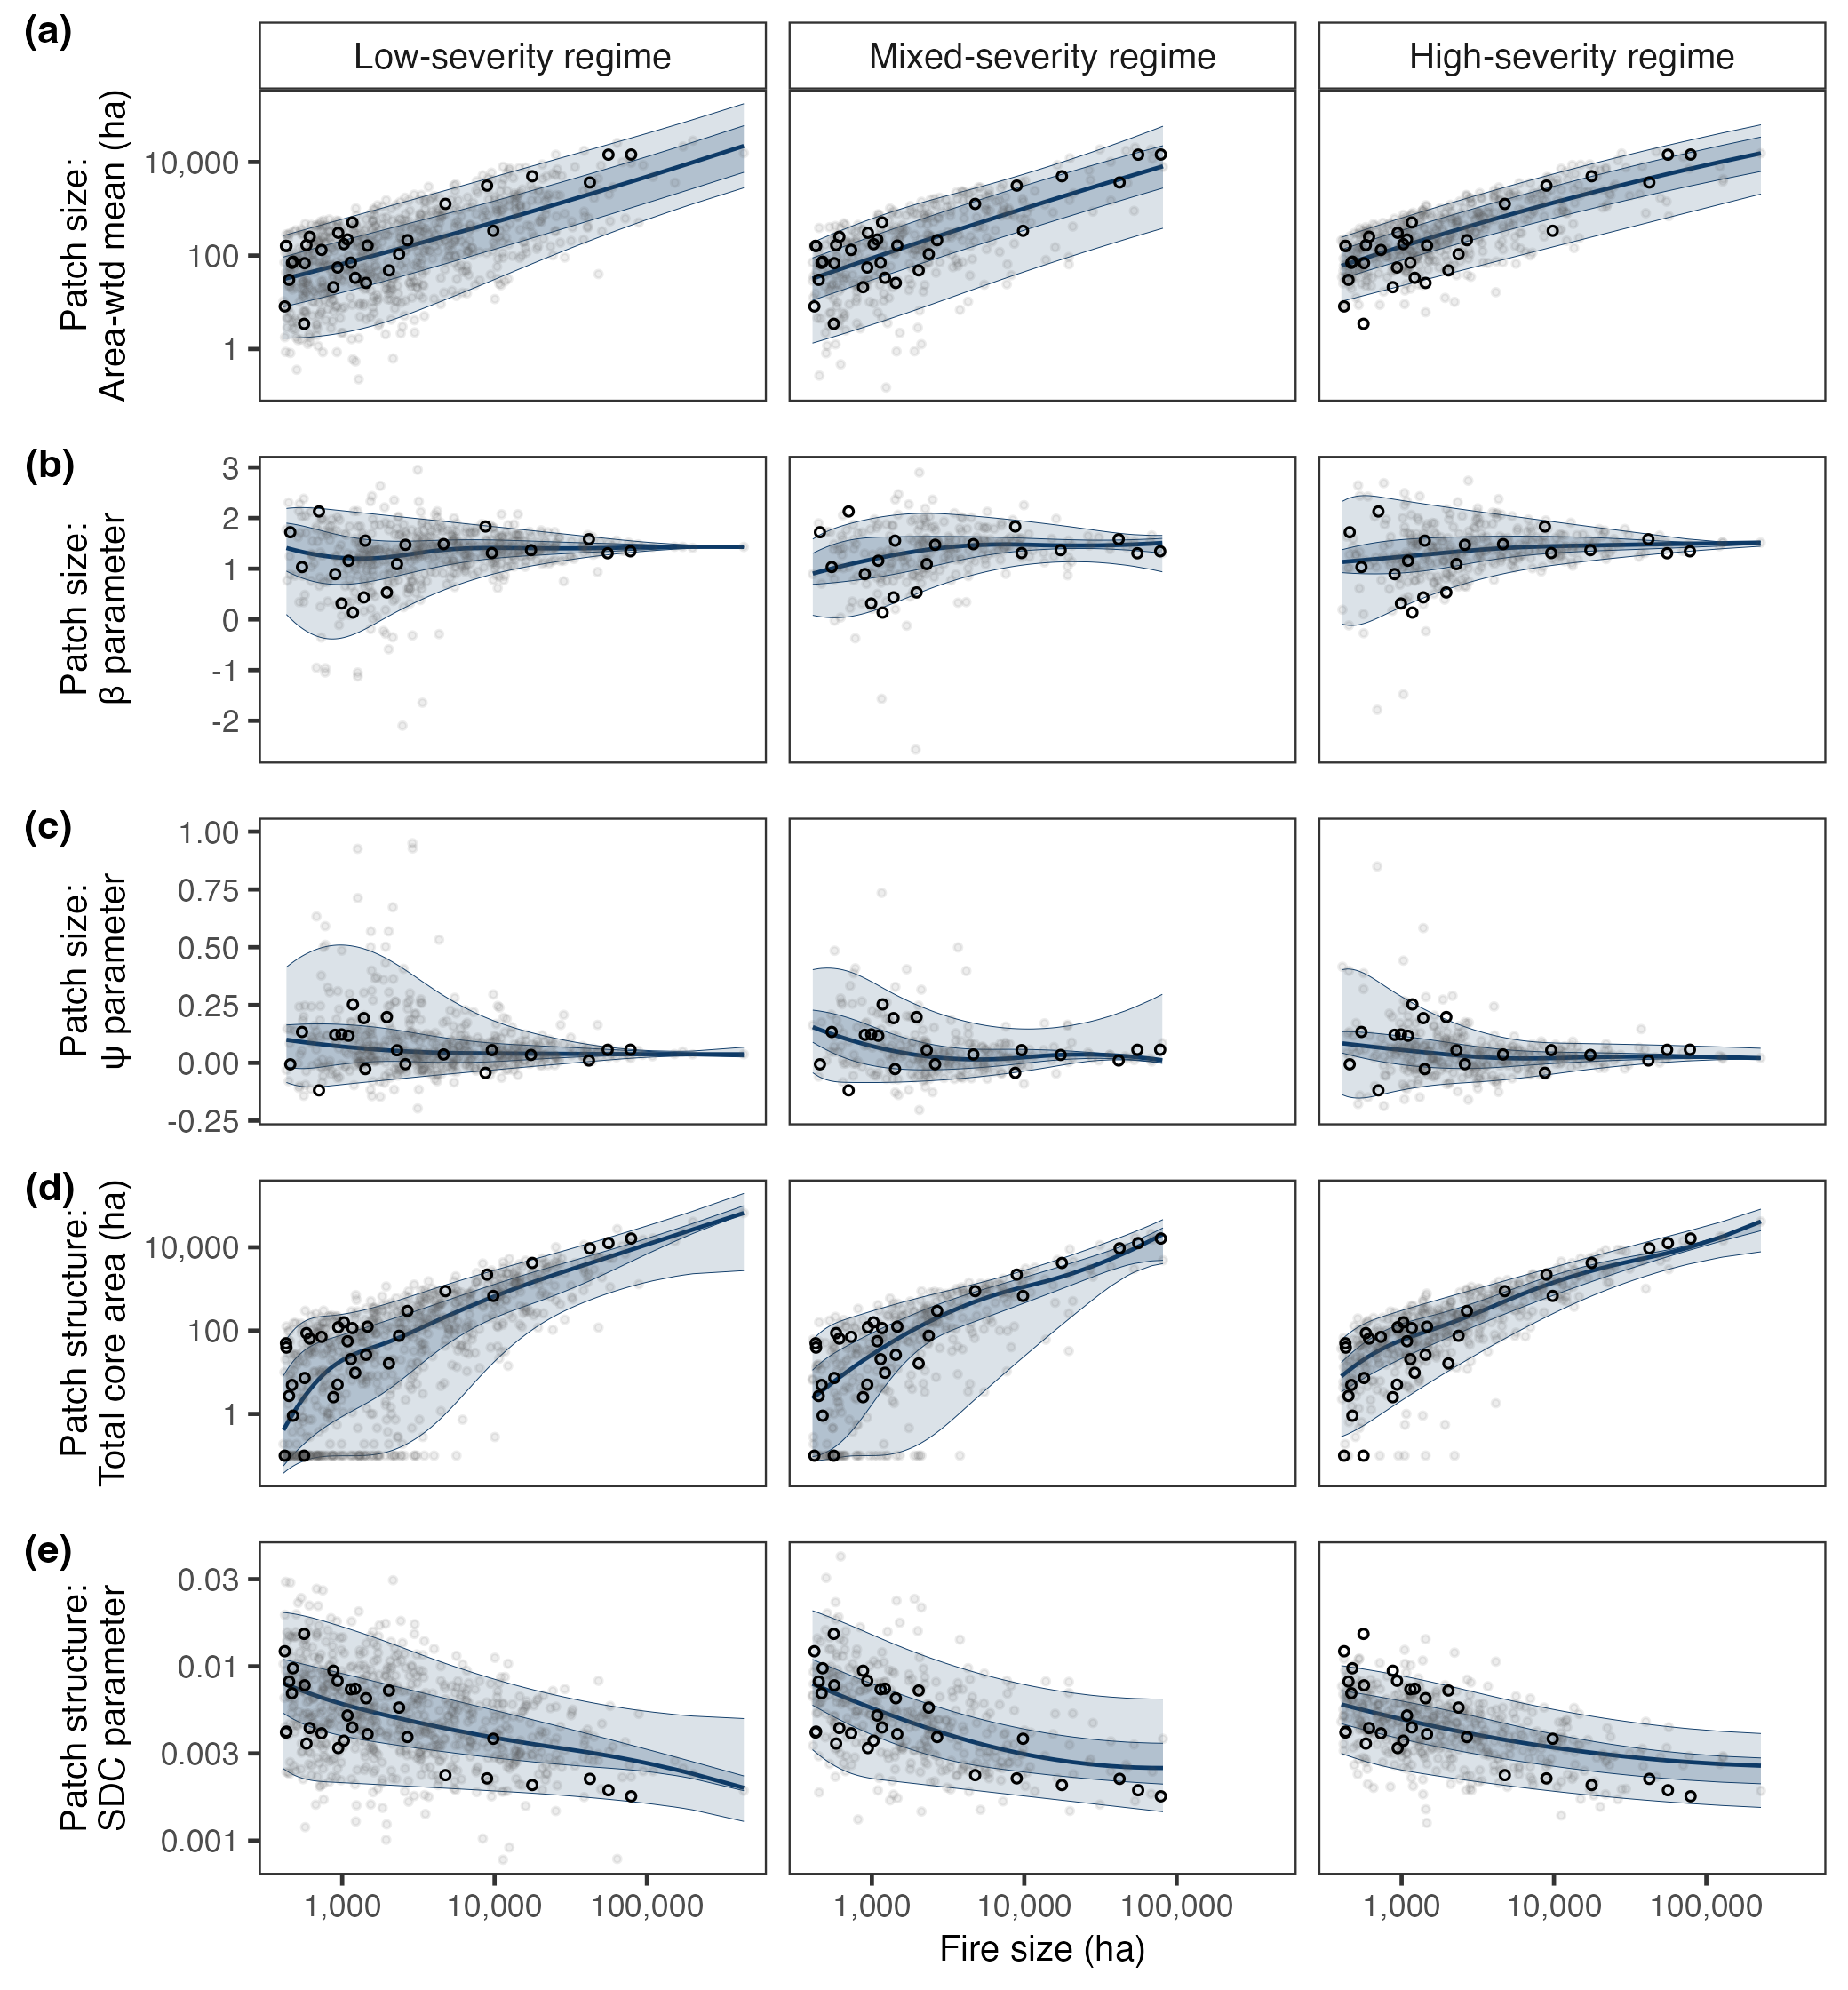 (a)
Low-severity regime
Mixed-severity regime
High-severity regime
Patch size:
Area-wtd mean (ha)
10,000
100
1
(b)
Patch size:
β parameter
3
2
1
0
-1
-2
(c)
Patch size:
ψ parameter
1.00
0.75
0.50
0.25
0.00
-0.25
(d)
Patch structure:
Total core area (ha)
10,000
100
1
(e)
Patch structure:
SDC parameter
0.03
0.01
0.003
0.001
1,000
10,000
100,000
1,000
10,000
100,000
1,000
10,000
100,000
Fire size (ha)